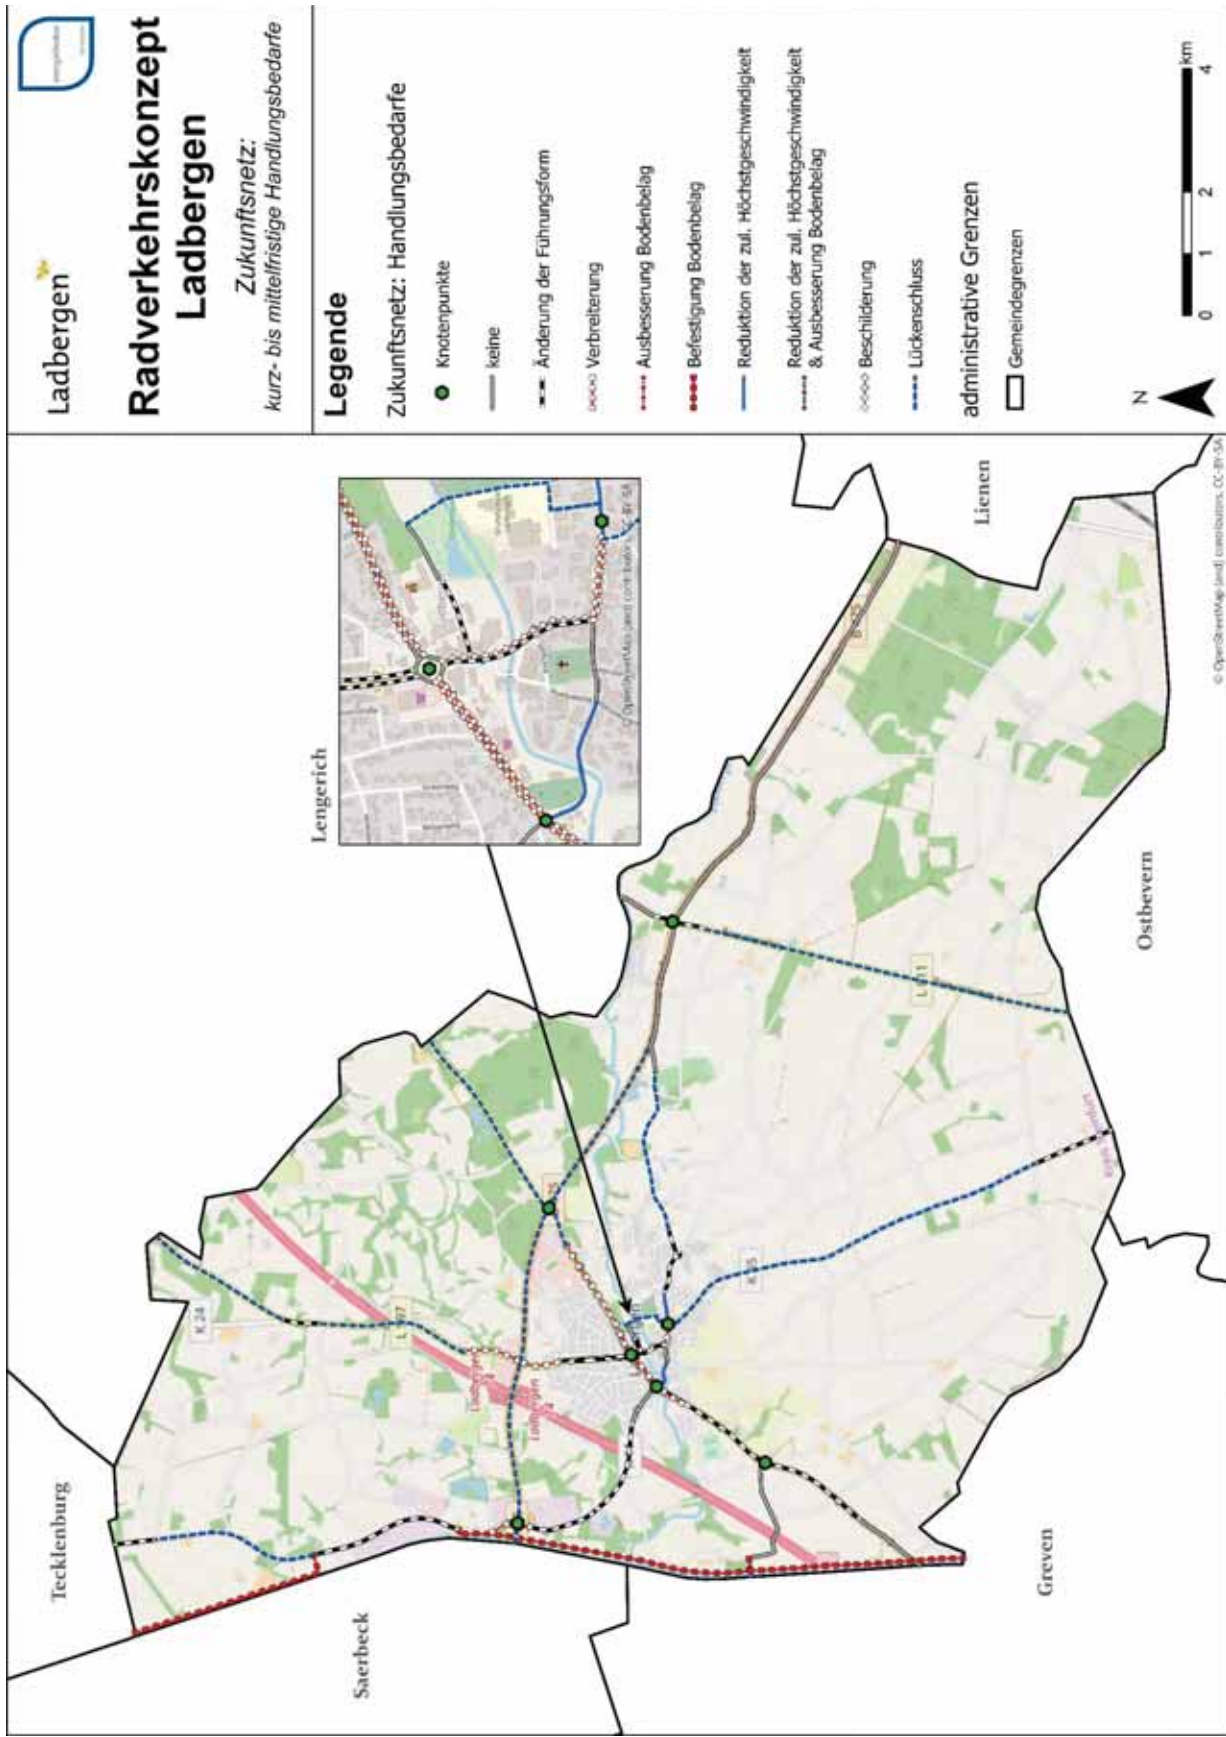 Ladbergen
Radverkehrskonzept
Ladbergen
Zukunftsnetz:
kurz- bis mittelfristige Handlungsbedarfe
Legende
Zukunftsnetz: Handlungsbedarfe
Knotenpunkte
keine
Änderung der Führungsform
Verbreiterung
Ausbesserung Bodenbelag
Befestigung Bodenbelag
Reduktion der zul. Höchstgeschwindigkeit
Reduktion der zul. Höchstgeschwindigkeit
& Ausbesserung Bodenbelag
Beschilderung
Lückenschluss
administrative Grenzen
Gemeindegrenzen
N
0 1 2 4
km
Tecklenburg
Saerbeck
Lengerich
Lienen
Ostbevern
Greven
K 24
L 597
Ladbergen
Ladbergen
L 811
© OpenStreetMap (and) contributors, CC-BY-SA